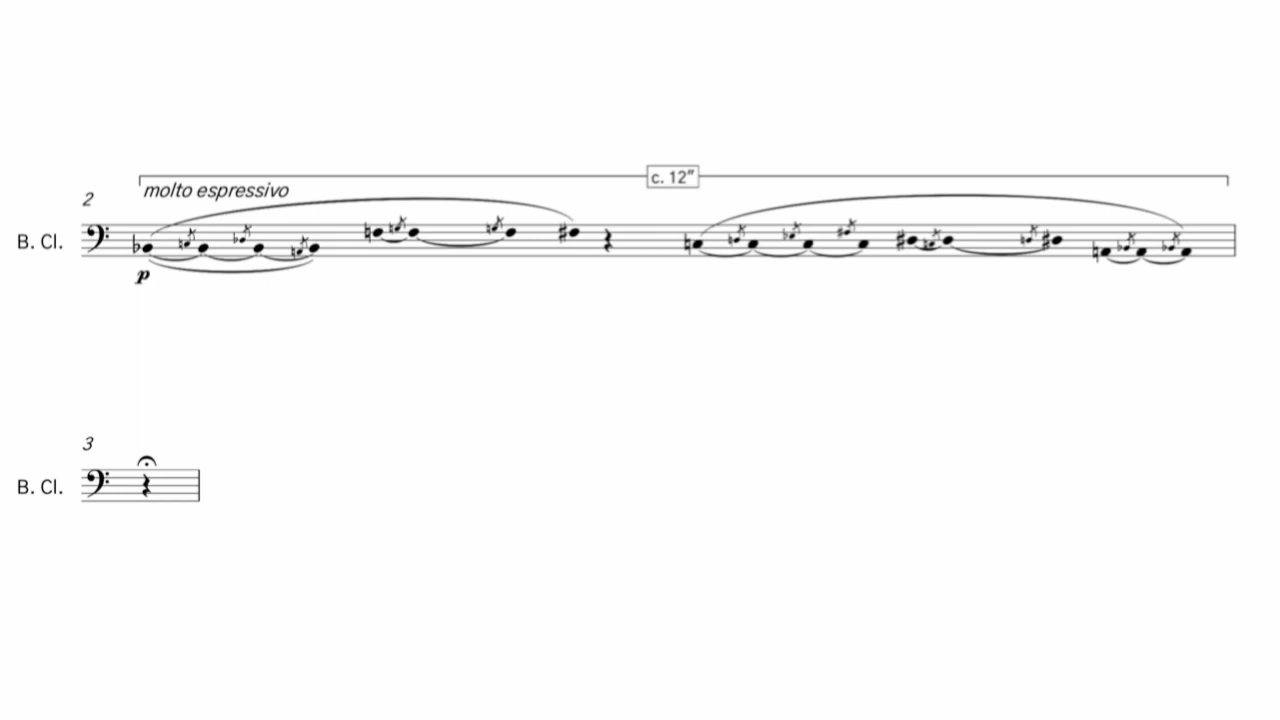 c. 12"
molto espressivo
2
B. Cl.
p
3
B. Cl.